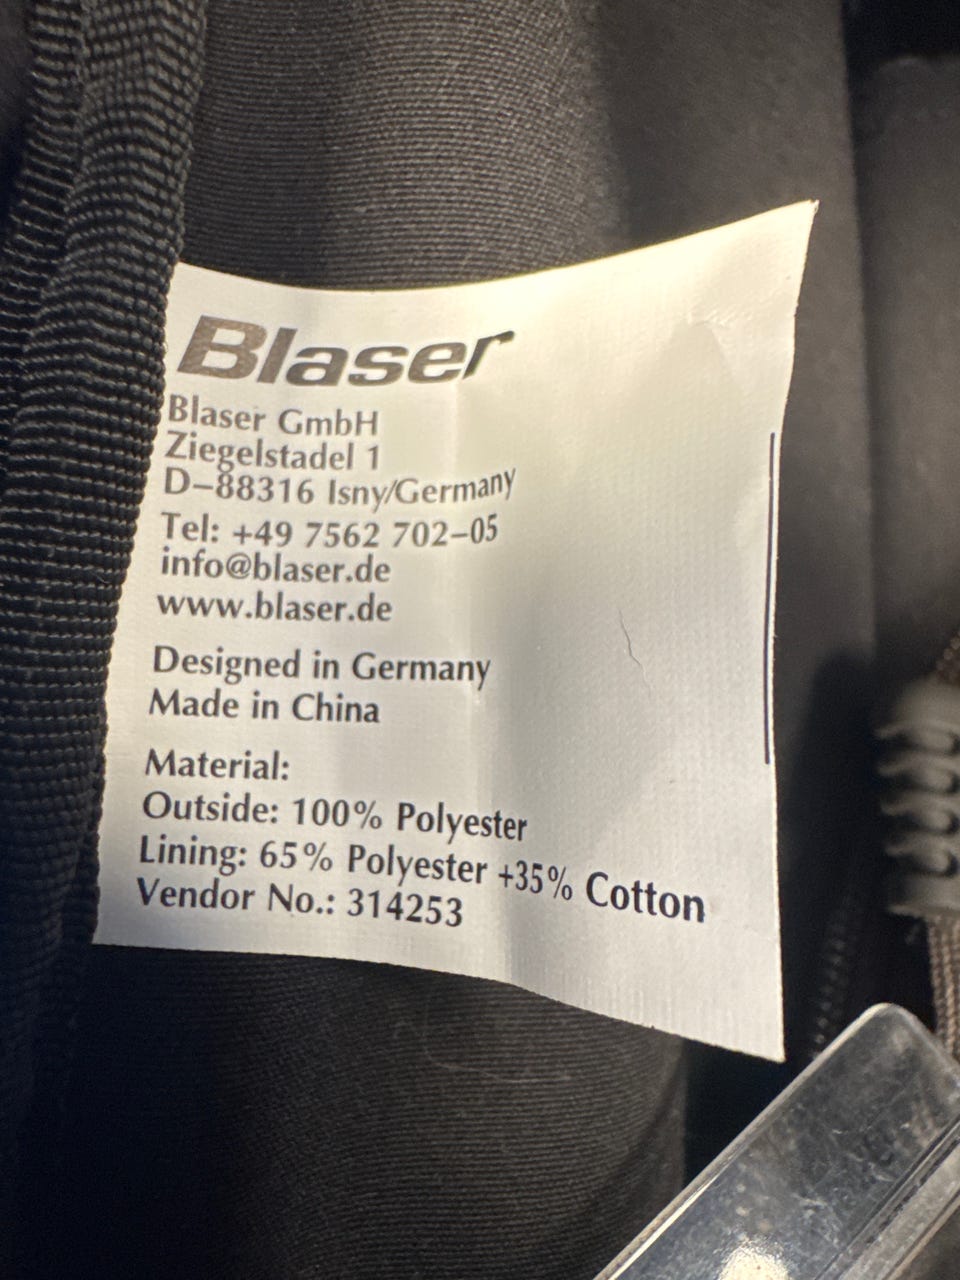 Blaser
Blaser GmbH
Ziegelstadel 1
D–88316 Isny/Germany
Tel: +49 7562 702–05
info@blaser.de
www.blaser.de
Designed in Germany
Made in China
Material:
Outside: 100% Polyester
Lining: 65% Polyester +35% Cotton
Vendor No.: 314253